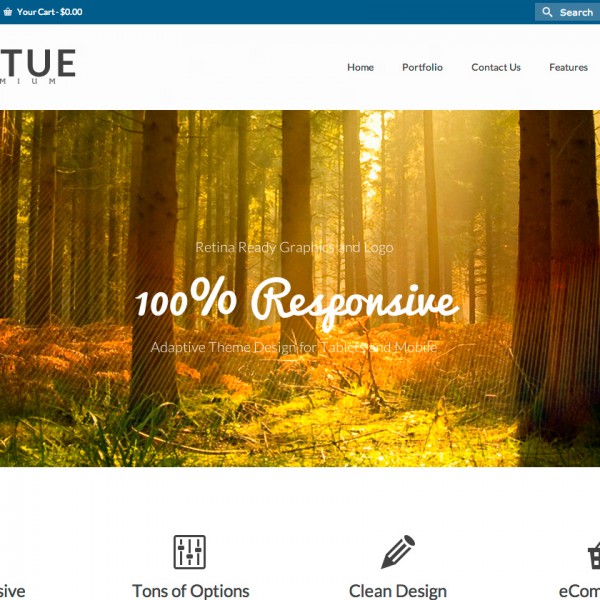 Your Cart - $0.00
Search
TUE
MIUM
Home
Portfolio
Contact Us
Features
Retina Ready Graphics and Logo
100% Responsive
Adaptive Theme Design for Tablets and Mobile
sive
Tons of Options
Clean Design
eCom